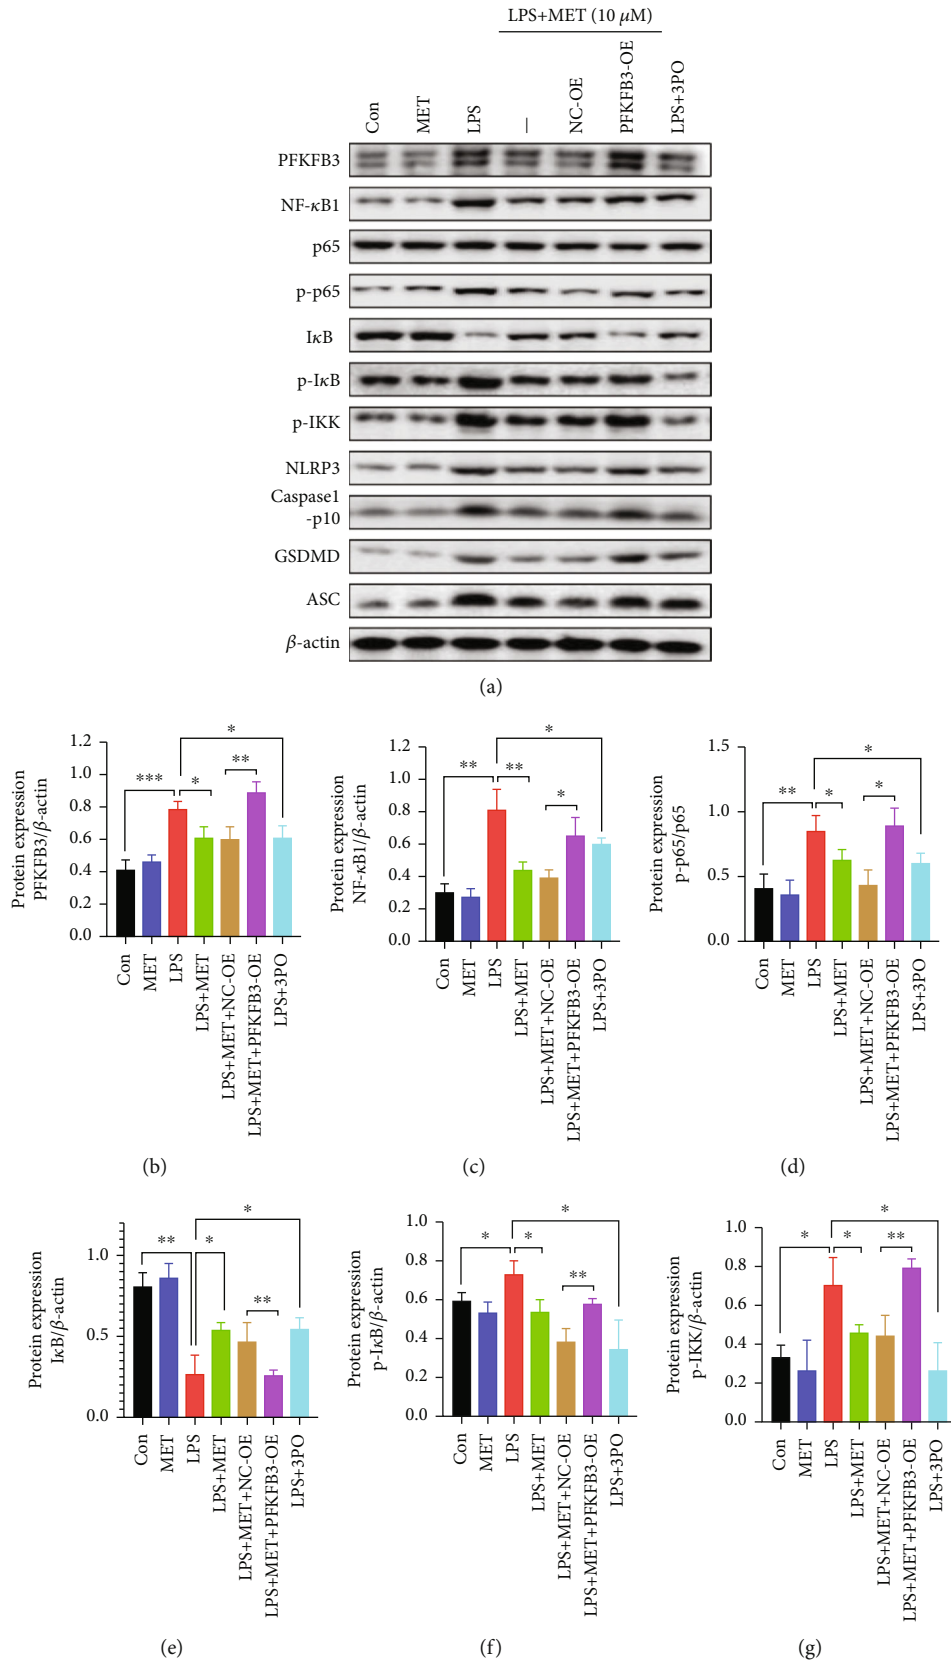 LPS+MET (10 μM)
Con
MET
LPS
—
NC-OE
PFKFB3-OE
LPS+3PO
PFKFB3
NF-κB1
p65
p-p65
IκB
p-IκB
p-IKK
NLRP3
Caspase1
-p10
GSDMD
ASC
β-actin
(a)
Protein expression
PFKFB3/β-actin
1.2
1.0
0.8
0.6
0.4
0.2
0.0
***
*
**
*
Con
MET
LPS
LPS+MET
LPS+MET+NC-OE
LPS+MET+PFKFB3-OE
LPS+3PO
(b)
Protein expression
NF-κB1/β-actin
1.2
1.0
0.8
0.6
0.4
0.2
0.0
**
**
*
*
Con
MET
LPS
LPS+MET
LPS+MET+NC-OE
LPS+MET+PFKFB3-OE
LPS+3PO
(c)
Protein expression
p-p65/p65
1.5
1.0
0.5
0.0
**
*
*
*
Con
MET
LPS
LPS+MET
LPS+MET+NC-OE
LPS+MET+PFKFB3-OE
LPS+3PO
(d)
Protein expression
IκB/β-actin
1.0
0.5
0.0
**
*
**
*
Con
MET
LPS
LPS+MET
LPS+MET+NC-OE
LPS+MET+PFKFB3-OE
LPS+3PO
(e)
Protein expression
p-IκB/β-actin
1.0
0.8
0.6
0.4
0.2
0.0
*
*
**
*
Con
MET
LPS
LPS+MET
LPS+MET+NC-OE
LPS+MET+PFKFB3-OE
LPS+3PO
(f)
Protein expression
p-IKK/β-actin
1.0
0.8
0.6
0.4
0.2
0.0
*
*
**
*
Con
MET
LPS
LPS+MET
LPS+MET+NC-OE
LPS+MET+PFKFB3-OE
LPS+3PO
(g)